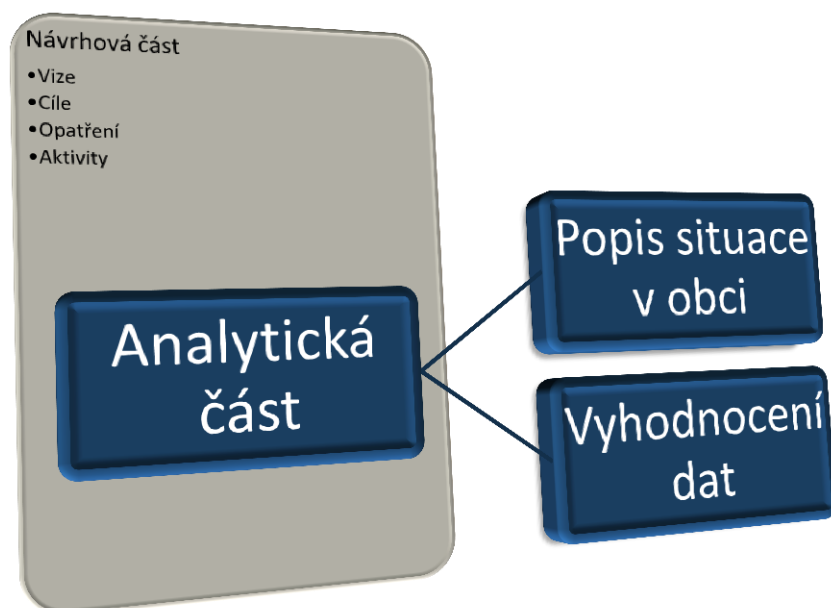 Návrhová část
•Vize
•Cíle
•Opatření
•Aktivity
Analytická
část
Popis situace
v obci
Vyhodnocení
dat